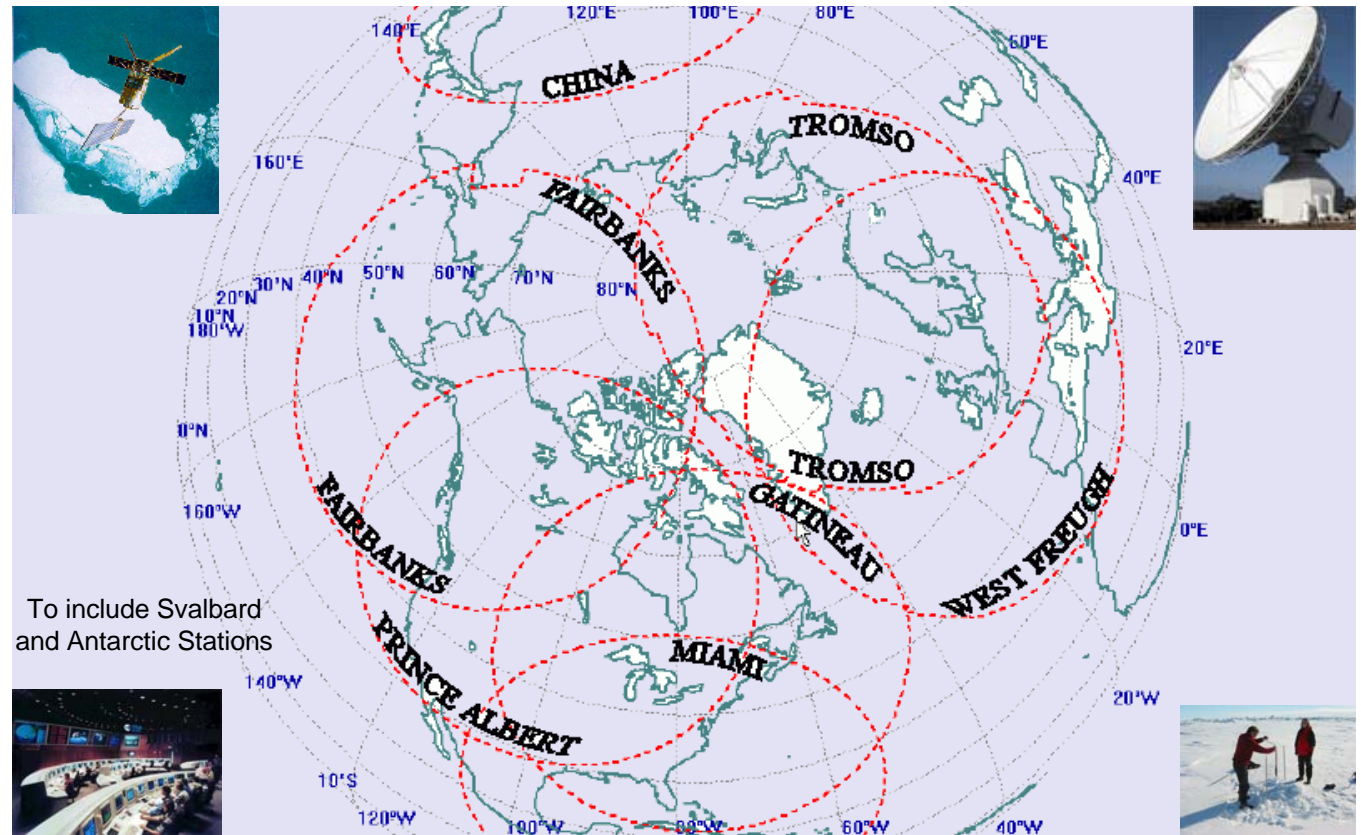 120°E
100°E
80°E
140°E
60°E
CHINA
TROMSO
160°E
40°E
FAIRBANKS
80°N
70°N
60°N
50°N
40°N
30°N
20°N
10°N
180°W
20°E
0°N
TROMSO
GATINEAU
FAIRBANKS
160°W
WEST FREUGH
0°E
To include Svalbard
and Antarctic Stations
PRINCE ALBERT
MIAMI
140°W
20°W
10°S
120°W
100°W
80°W
60°W
40°W